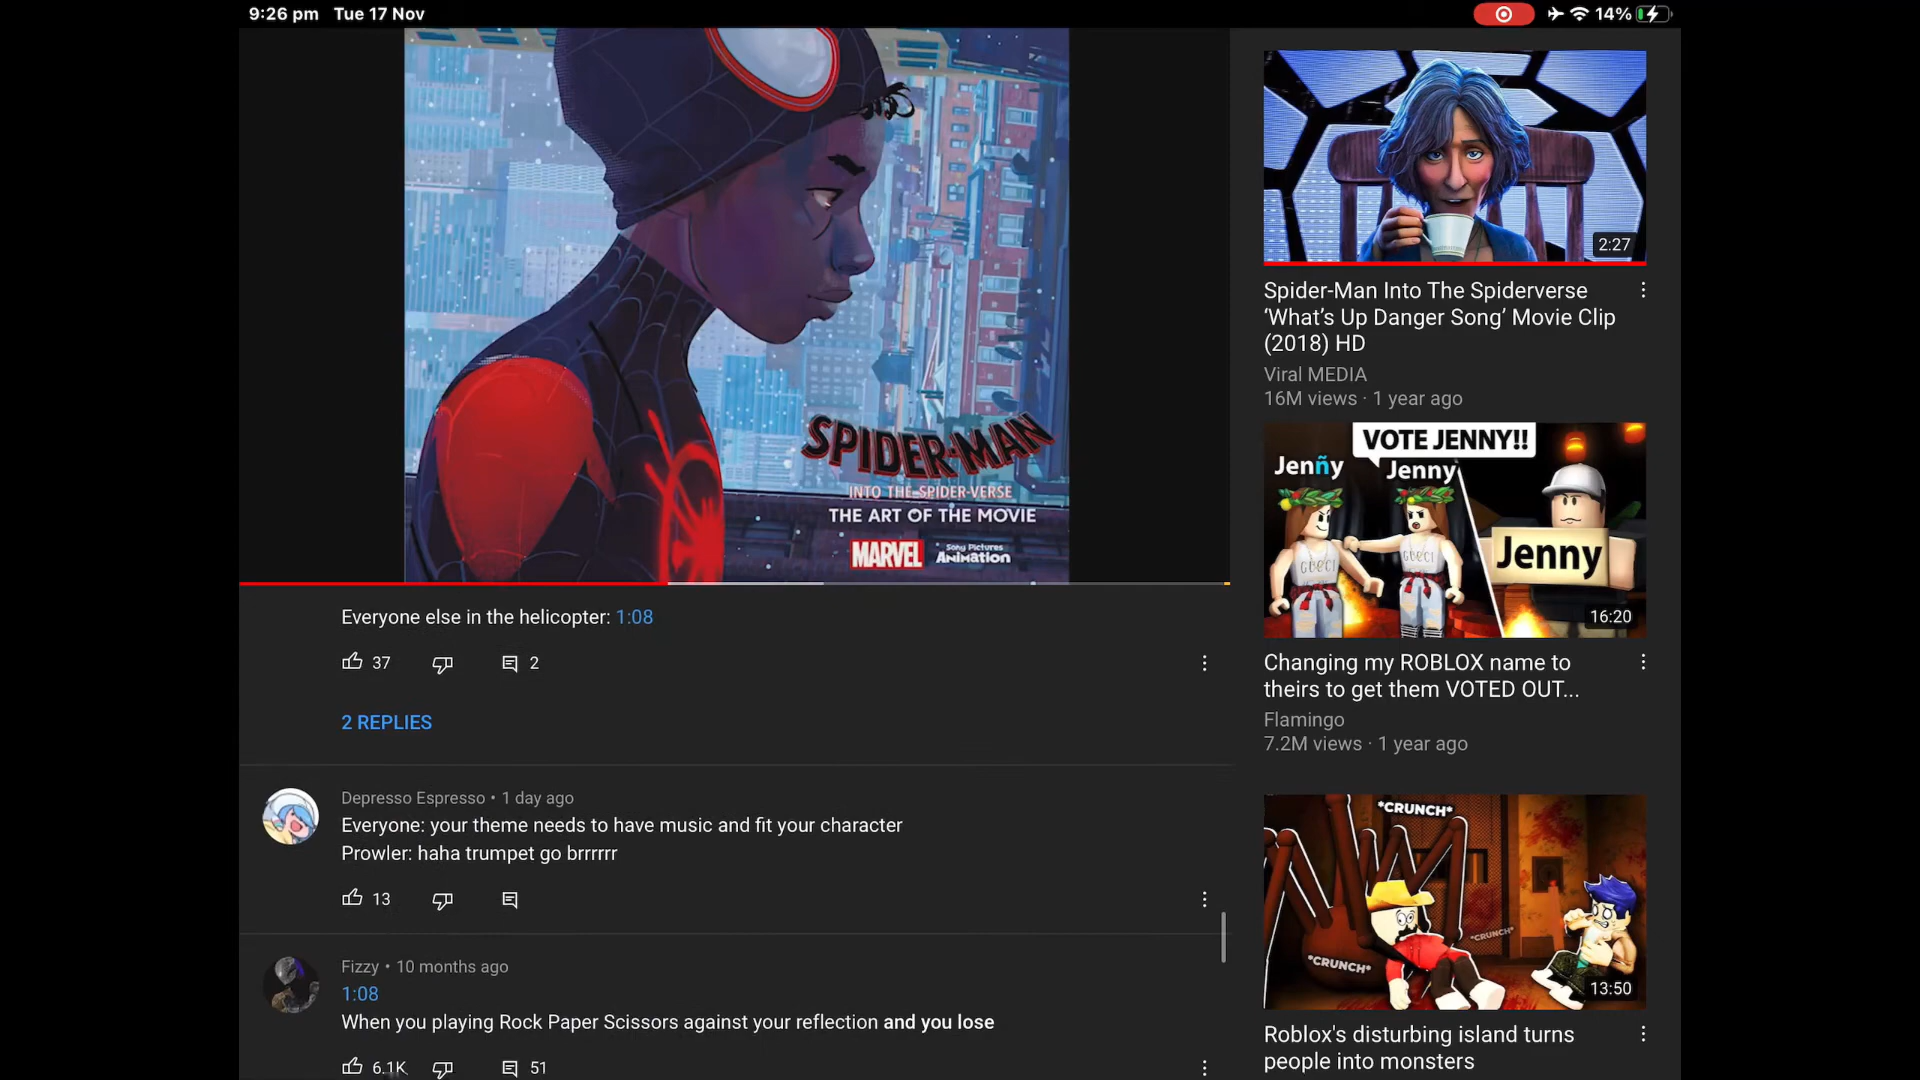 9:26 pm Tue 17 Nov
14%
SPIDER-MAN
INTO THE SPIDER-VERSE
THE ART OF THE MOVIE
MARVEL
Sony Pictures
ANiMATiON
Everyone else in the helicopter: 1:08
37
2
2 REPLIES
Depresso Espresso • 1 day ago
Everyone: your theme needs to have music and fit your character
Prowler: haha trumpet go brrrrrr
13
Fizzy • 10 months ago
1:08
When you playing Rock Paper Scissors against your reflection and you lose
6.1K
51
2:27
Spider-Man Into The Spiderverse
‘What’s Up Danger Song’ Movie Clip
(2018) HD
Viral MEDIA
16M views · 1 year ago
VOTE JENNY!!
Jenñy
Jenny
GUBCI
GUBCI
Jenny
16:20
Changing my ROBLOX name to
theirs to get them VOTED OUT...
Flamingo
7.2M views · 1 year ago
*CRUNCH*
*CRUNCH*
*CRUNCH*
13:50
Roblox's disturbing island turns
people into monsters